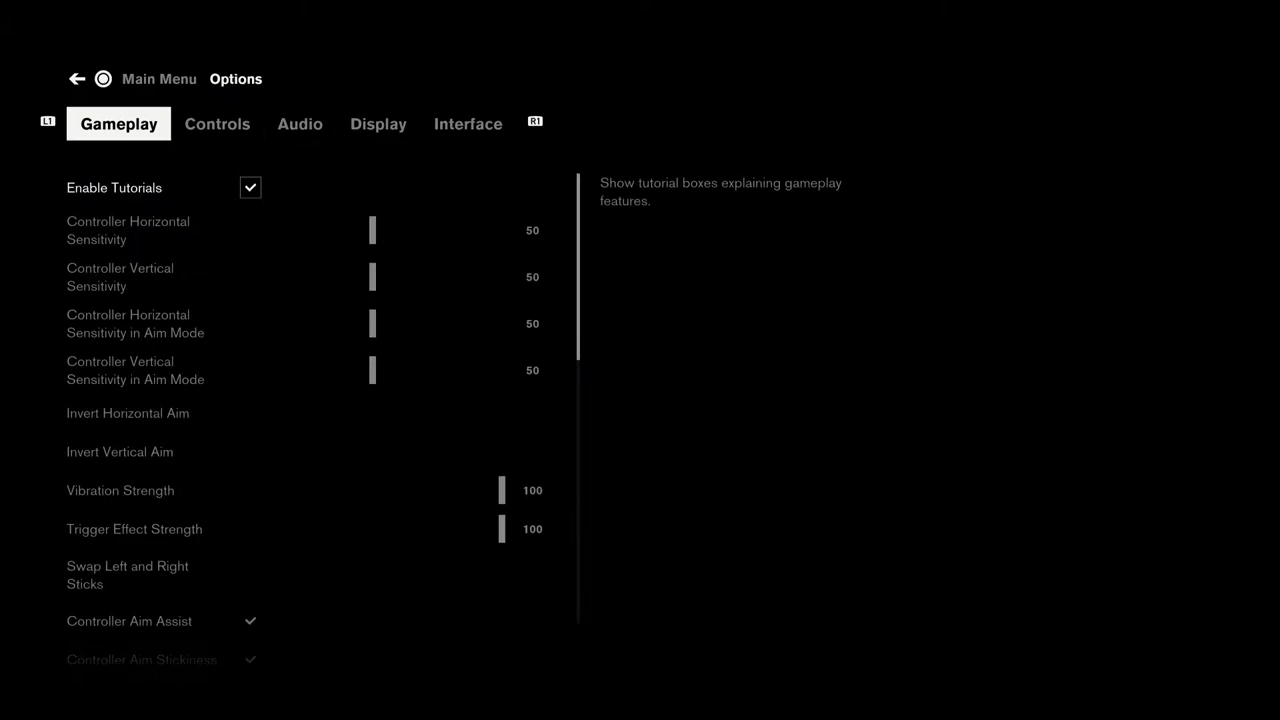 Main Menu Options
L1 Gameplay Controls Audio Display Interface R1
Enable Tutorials
Show tutorial boxes explaining gameplay
features.
Controller Horizontal
Sensitivity
50
Controller Vertical
Sensitivity
50
Controller Horizontal
Sensitivity in Aim Mode
50
Controller Vertical
Sensitivity in Aim Mode
50
Invert Horizontal Aim
Invert Vertical Aim
Vibration Strength 100
Trigger Effect Strength 100
Swap Left and Right
Sticks
Controller Aim Assist
Controller Aim Stickiness